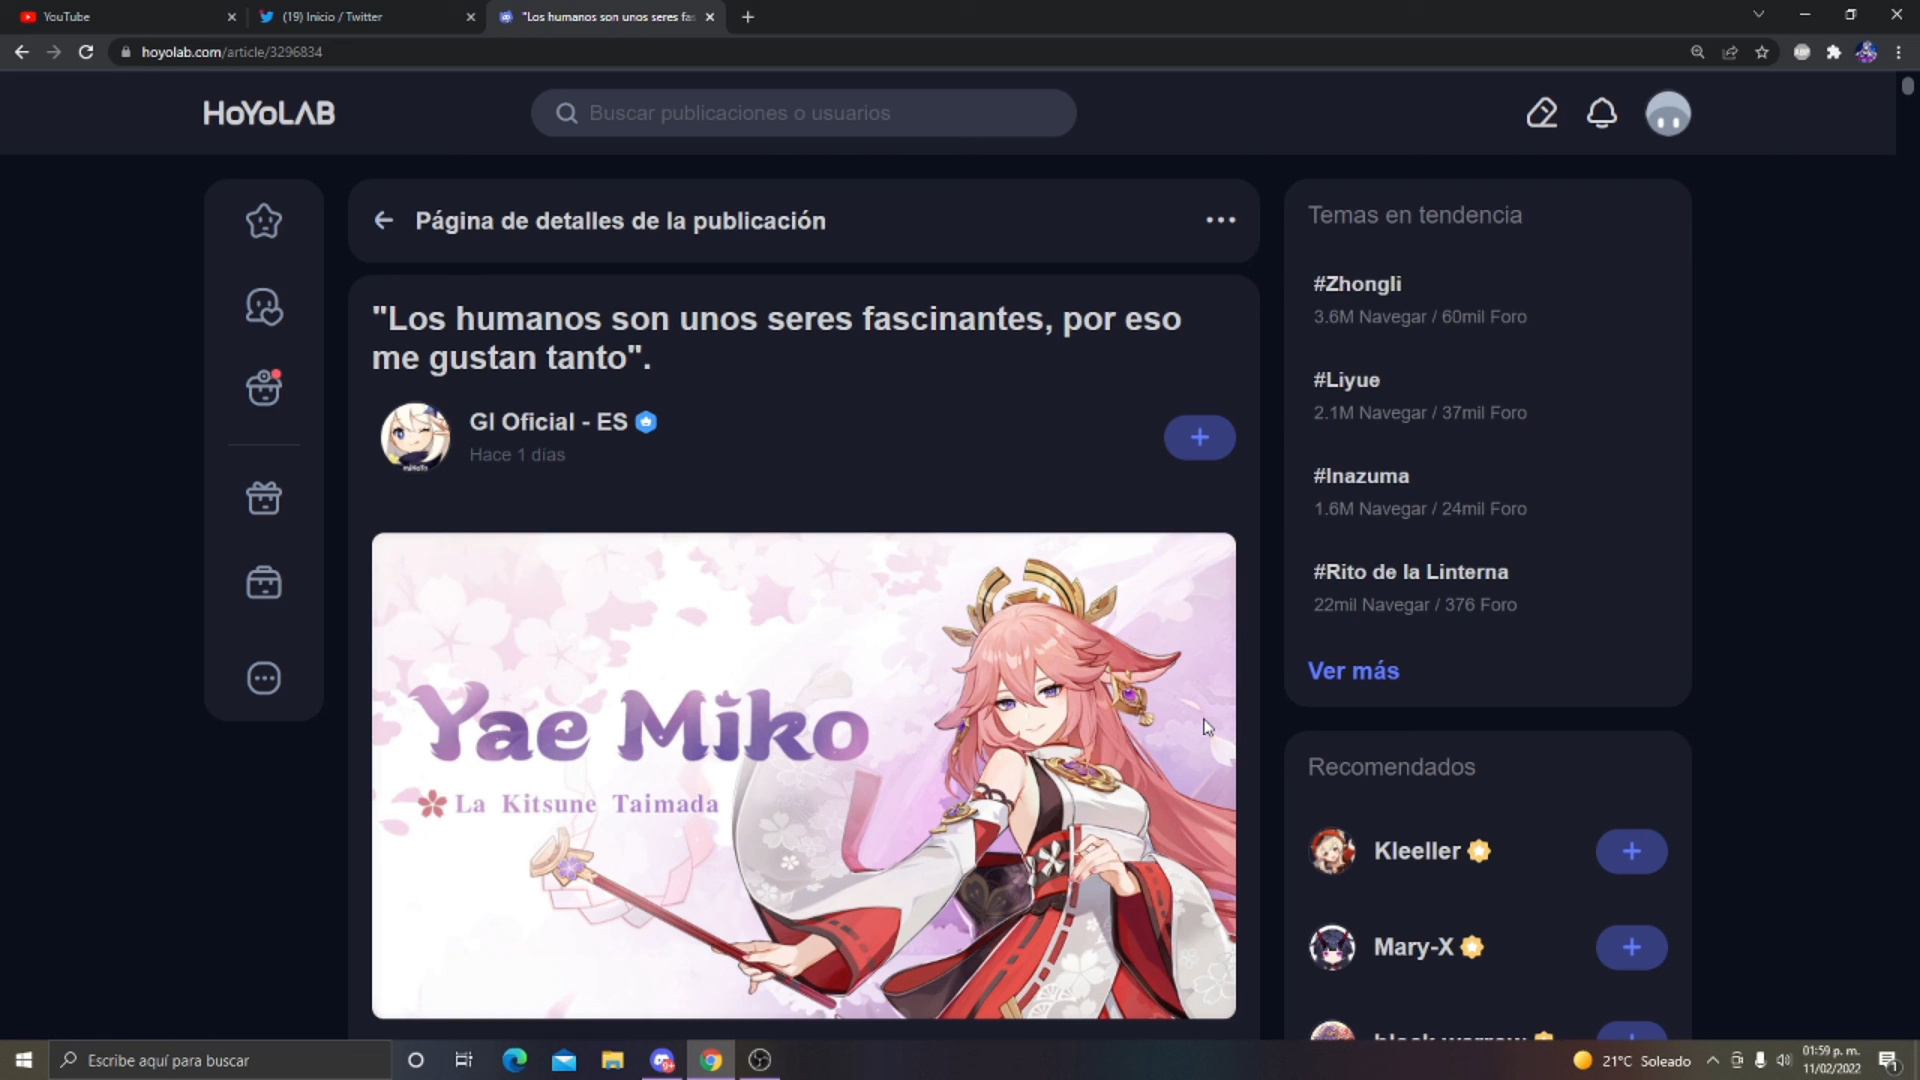 YouTube
(19) Inicio / Twitter
"Los humanos son unos seres fas
hoyolab.com/article/3296834
HoYoLAB
Buscar publicaciones o usuarios
Página de detalles de la publicación
"Los humanos son unos seres fascinantes, por eso
me gustan tanto".
GI Oficial - ES
Hace 1 días
Yae Miko
La Kitsune Taimada
Temas en tendencia
#Zhongli
3.6M Navegar / 60mil Foro
#Liyue
2.1M Navegar / 37mil Foro
#Inazuma
1.6M Navegar / 24mil Foro
#Rito de la Linterna
22mil Navegar / 376 Foro
Ver más
Recomendados
Kleeller
Mary-X
Escribe aquí para buscar
21°C Soleado
01:59 p. m.
11/02/2022